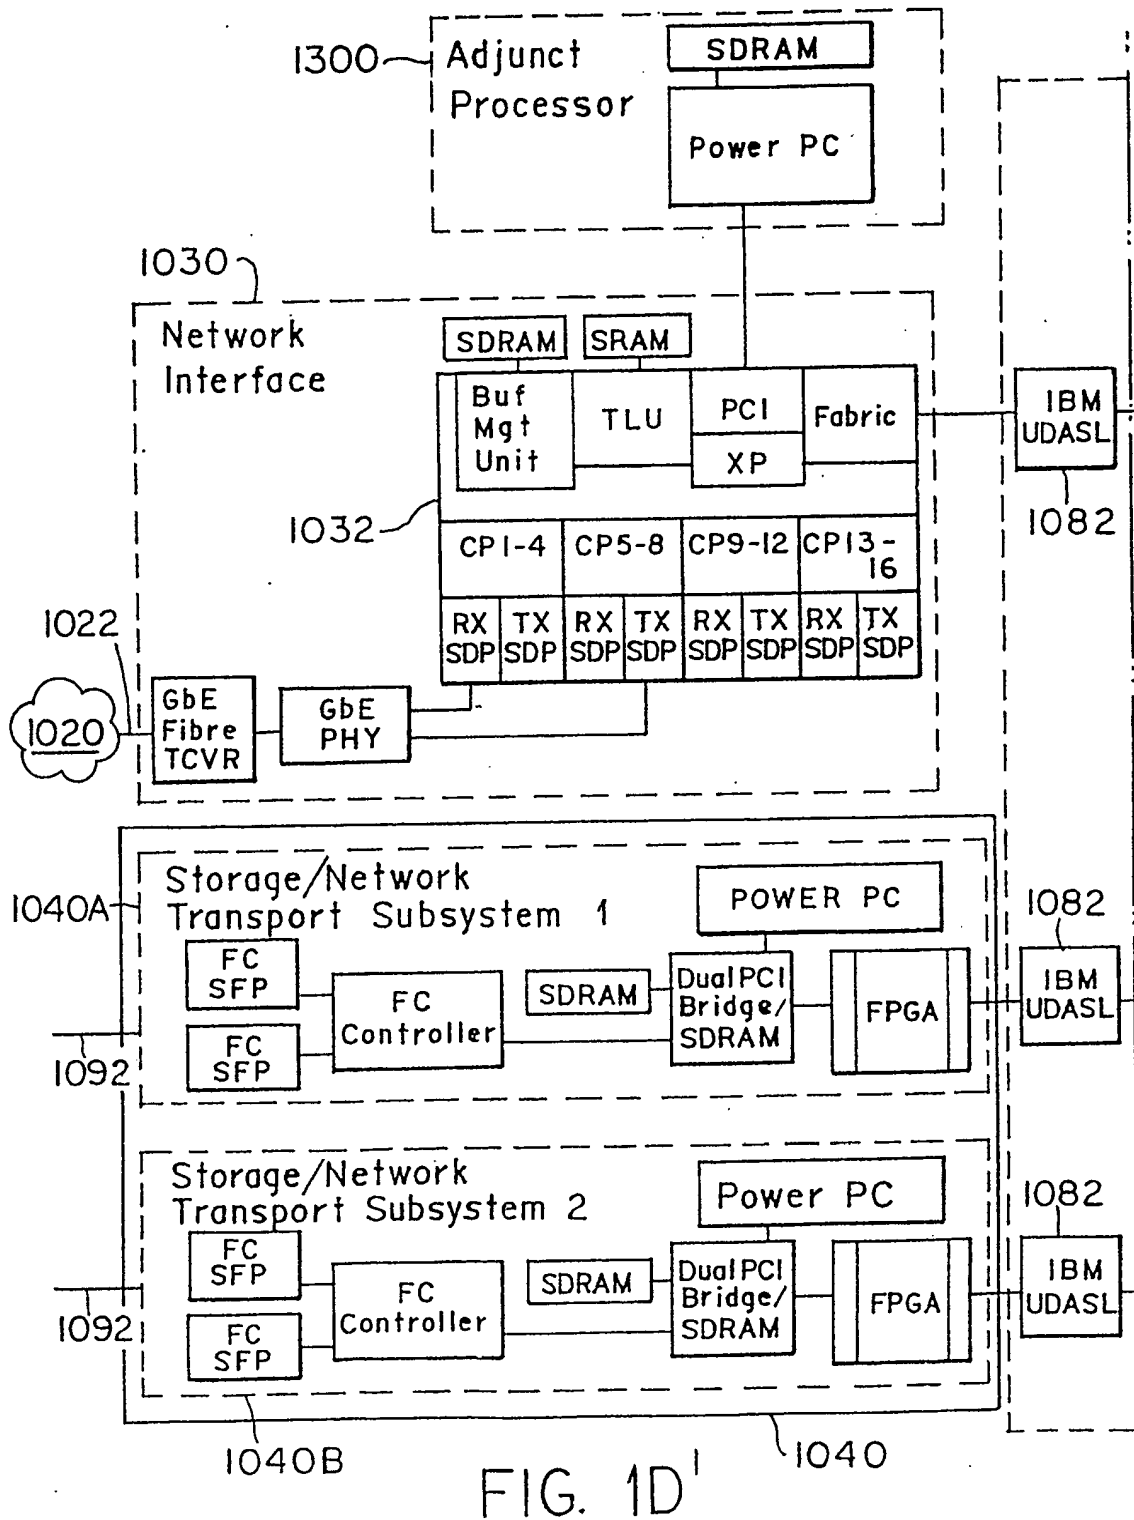 1300
Adjunct
Processor
SDRAM
Power PC
1030
Network
Interface
SDRAM
SRAM
Buf
Mgt
Unit
TLU
PCI
XP
Fabric
IBM
UDASL
1082
1032
CP1-4
CP5-8
CP9-12
CP13-
16
RX
SDP
TX
SDP
RX
SDP
TX
SDP
RX
SDP
TX
SDP
RX
SDP
TX
SDP
1022
1020
GbE
Fibre
TCVR
GbE
PHY
Storage/Network
Transport Subsystem 1
1040A
POWER PC
1082
FC
SFP
FC
SFP
FC
Controller
SDRAM
Dual PCI
Bridge/
SDRAM
FPGA
IBM
UDASL
1092
Storage/Network
Transport Subsystem 2
Power PC
1082
FC
SFP
FC
SFP
FC
Controller
SDRAM
Dual PCI
Bridge/
SDRAM
FPGA
IBM
UDASL
1092
1040B
1040
FIG. 1D'